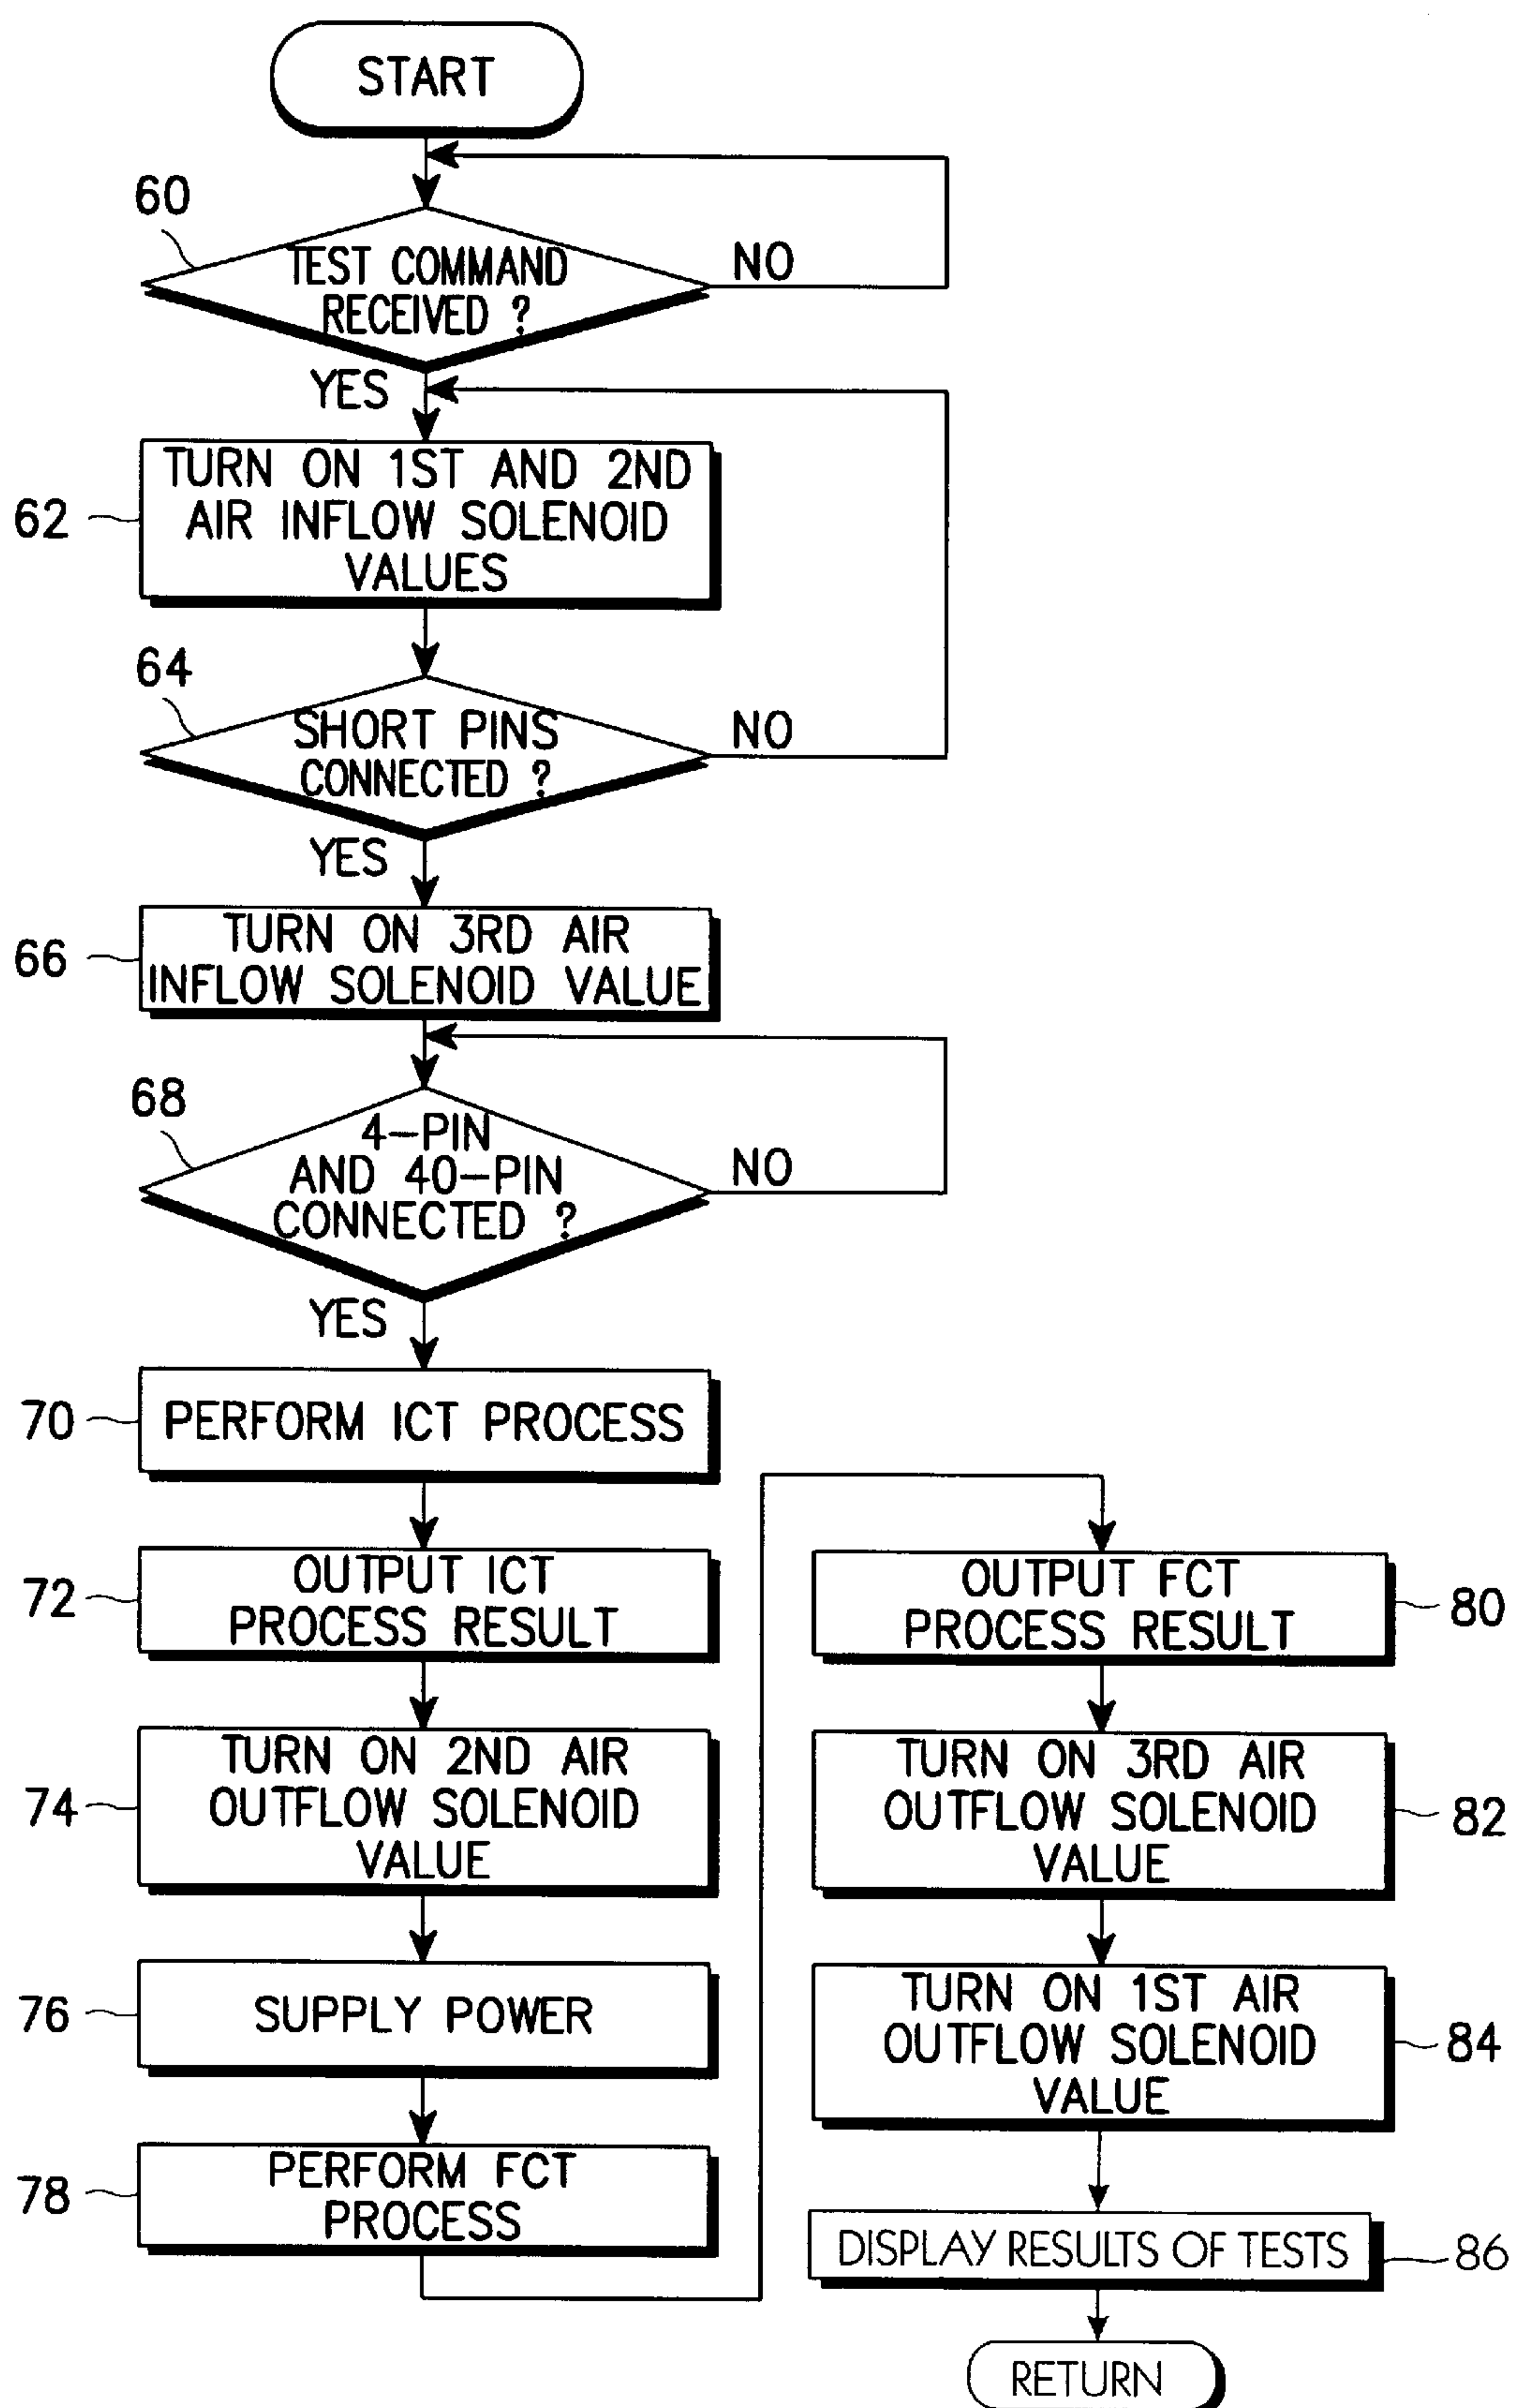 START
60
TEST COMMAND
RECEIVED ?
NO
YES
62
TURN ON 1ST AND 2ND
AIR INFLOW SOLENOID
VALUES
64
SHORT PINS
CONNECTED ?
NO
YES
66
TURN ON 3RD AIR
INFLOW SOLENOID VALUE
68
4-PIN
AND 40-PIN
CONNECTED ?
NO
YES
70
PERFORM ICT PROCESS
72
OUTPUT ICT
PROCESS RESULT
74
TURN ON 2ND AIR
OUTFLOW SOLENOID
VALUE
76
SUPPLY POWER
78
PERFORM FCT
PROCESS
OUTPUT FCT
PROCESS RESULT
80
TURN ON 3RD AIR
OUTFLOW SOLENOID
VALUE
82
TURN ON 1ST AIR
OUTFLOW SOLENOID
VALUE
84
DISPLAY RESULTS OF TESTS
86
RETURN